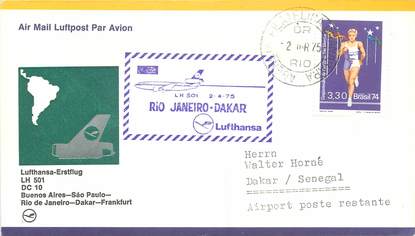 Air Mail Luftpost Par Avion
DR
-2
75
RIO
3.30 Brasil 74
LH 501 2-4-75
RIO JANEIRO-DAKAR
Lufthansa
Lufthansa-Erstflug
LH 501
DC 10
Buenos Aires—São Paulo—
Rio de Janeiro—Dakar—Frankfurt
Herrn
Walter Horné
Dakar / Senegal
Airport poste restante